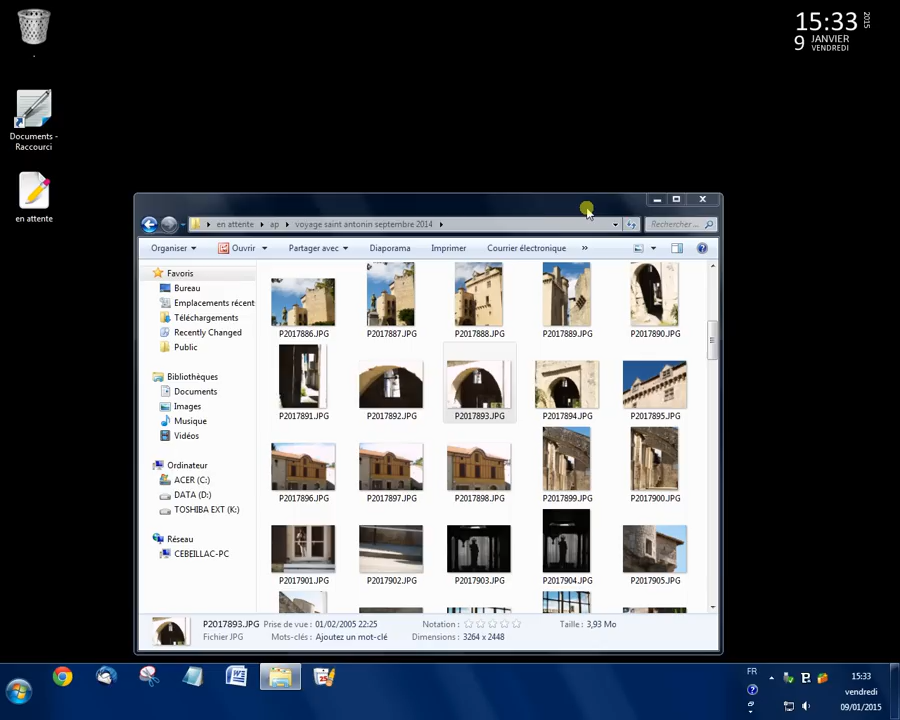 15:33
2015
9
JANVIER
VENDREDI
.
Documents -
Raccourci
en attente
en attente
ap
voyage saint antonin septembre 2014
Rechercher...
Organiser
Ouvrir
Partager avec
Diaporama
Imprimer
Courrier électronique
»
Favoris
Bureau
Emplacements récent
Téléchargements
Recently Changed
Public
Bibliothèques
Documents
Images
Musique
Vidéos
Ordinateur
ACER (C:)
DATA (D:)
TOSHIBA EXT (K:)
Réseau
CEBEILLAC-PC
P2017886.JPG P2017887.JPG P2017888.JPG P2017889.JPG P2017890.JPG
P2017891.JPG P2017892.JPG P2017893.JPG P2017894.JPG P2017895.JPG
P2017896.JPG P2017897.JPG P2017898.JPG P2017899.JPG P2017900.JPG
P2017901.JPG P2017902.JPG P2017903.JPG P2017904.JPG P2017905.JPG
P2017893.JPG Prise de vue : 01/02/2005 22:25 Notation : Taille : 3,93 Mo
Fichier JPG Mots-clés : Ajoutez un mot-clé Dimensions : 3264 x 2448
FR
15:33
vendredi
09/01/2015